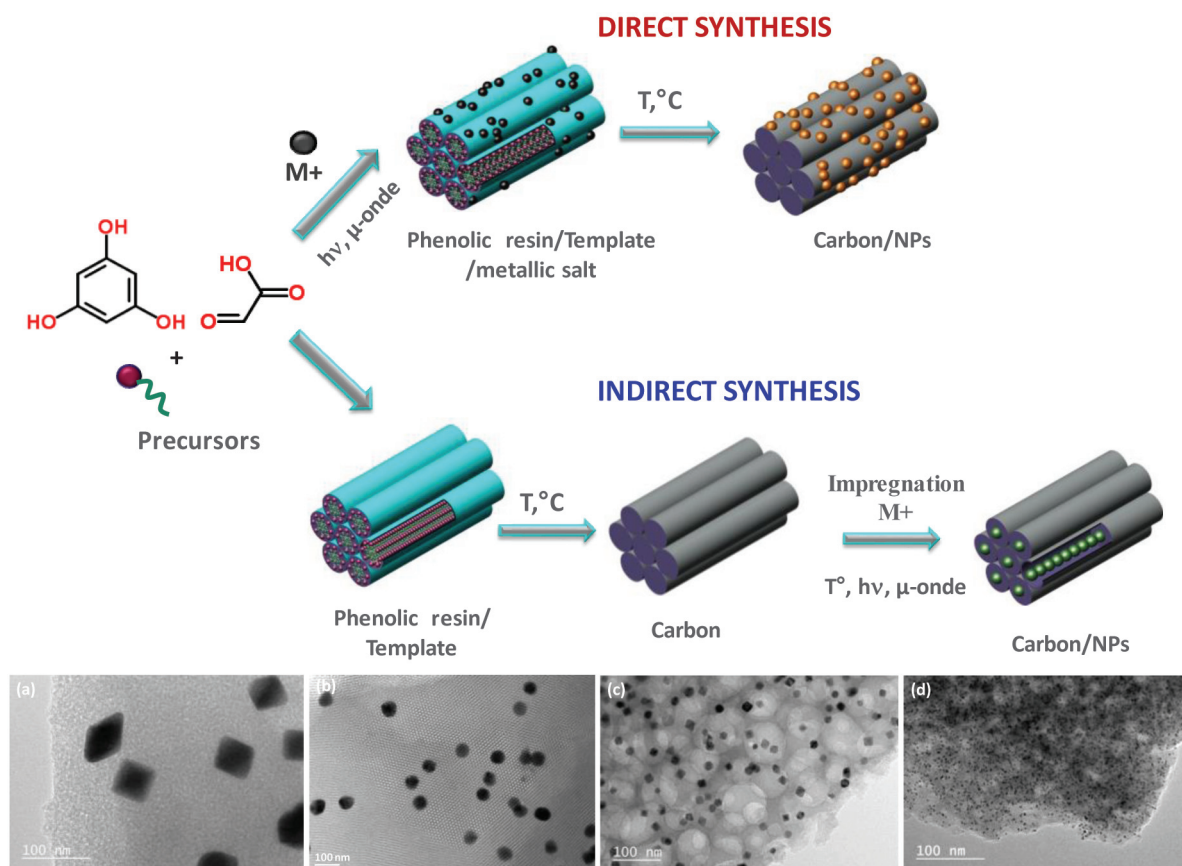 DIRECT SYNTHESIS
M+
hν, μ-onde
T,°C
Phenolic resin/Template
/metallic salt
Carbon/NPs
OH
HO
OH
HO
O
O
+
Precursors
INDIRECT SYNTHESIS
T,°C
Impregnation
M+
T°, hν, μ-onde
Phenolic resin/
Template
Carbon
Carbon/NPs
(a)
100 nm
(b)
100 nm
(c)
100 nm
(d)
100 nm